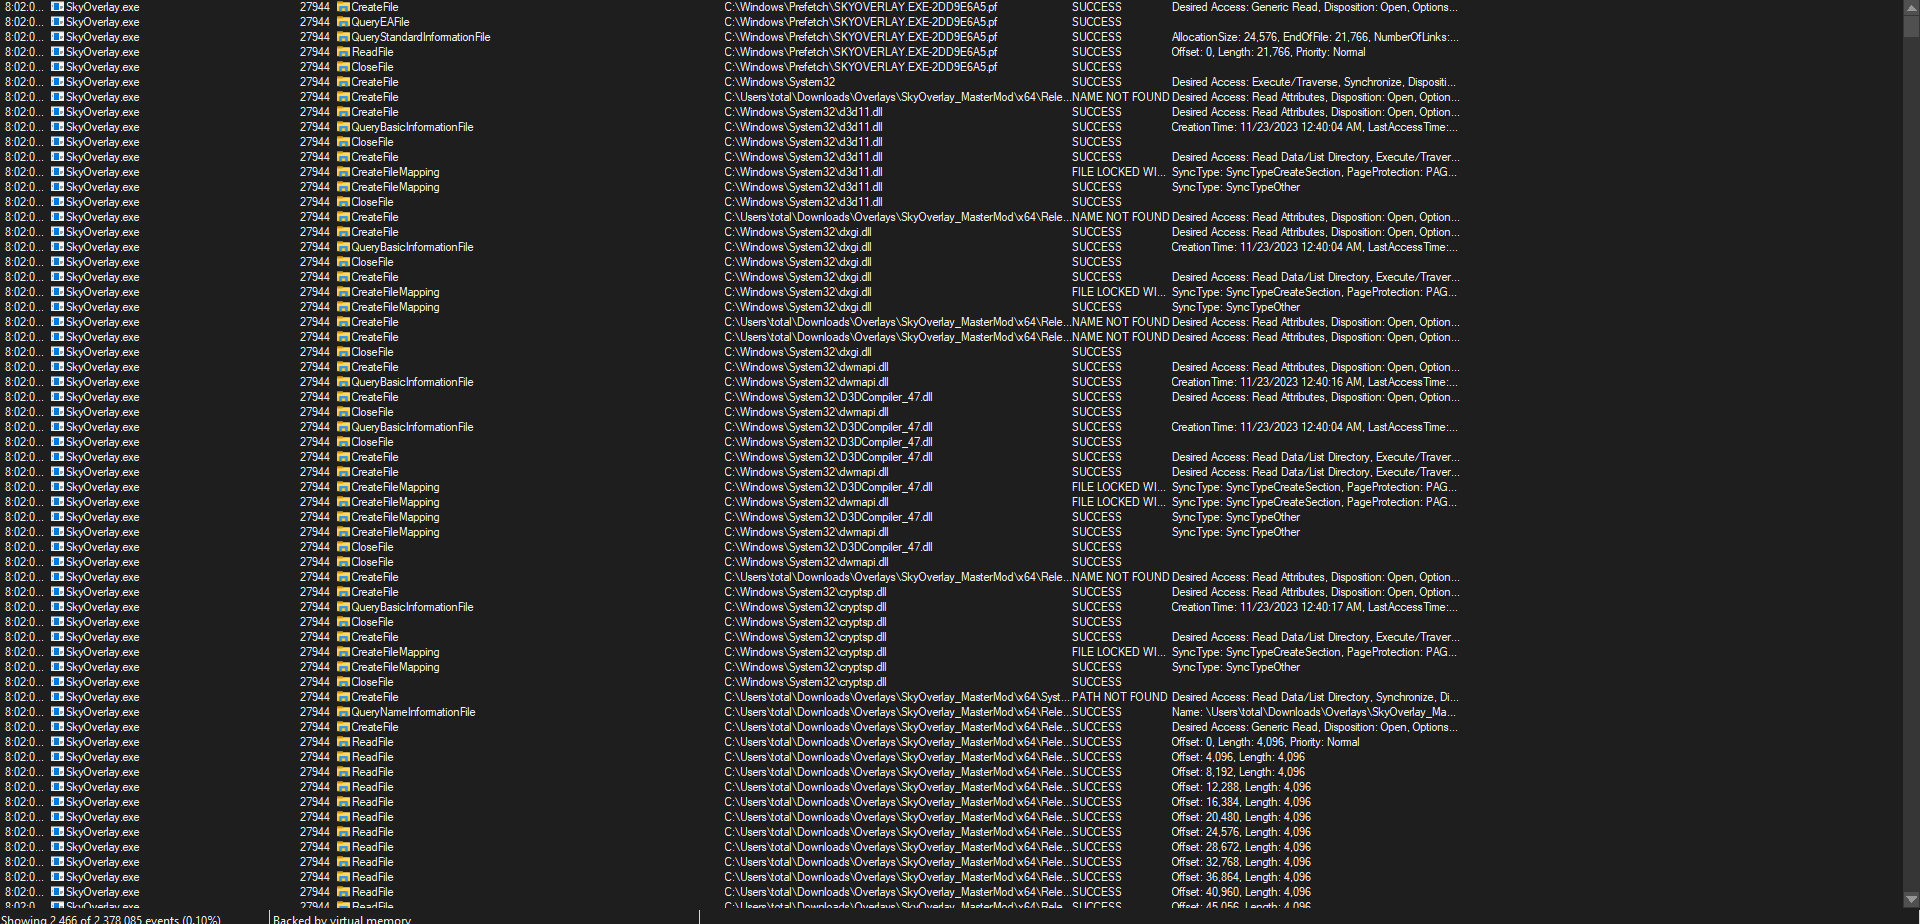 8:02:0... SkyOverlay.exe 27944 CreateFile C:\Windows\Prefetch\SKYOVERLAY.EXE-2DD9E6A5.pf SUCCESS Desired Access: Generic Read, Disposition: Open, Options...
8:02:0... SkyOverlay.exe 27944 QueryEAFile C:\Windows\Prefetch\SKYOVERLAY.EXE-2DD9E6A5.pf SUCCESS
8:02:0... SkyOverlay.exe 27944 QueryStandardInformationFile C:\Windows\Prefetch\SKYOVERLAY.EXE-2DD9E6A5.pf SUCCESS AllocationSize: 24,576, EndOfFile: 21,766, NumberOfLinks:...
8:02:0... SkyOverlay.exe 27944 ReadFile C:\Windows\Prefetch\SKYOVERLAY.EXE-2DD9E6A5.pf SUCCESS Offset: 0, Length: 21,766, Priority: Normal
8:02:0... SkyOverlay.exe 27944 CloseFile C:\Windows\Prefetch\SKYOVERLAY.EXE-2DD9E6A5.pf SUCCESS
8:02:0... SkyOverlay.exe 27944 CreateFile C:\Windows\System32 SUCCESS Desired Access: Execute/Traverse, Synchronize, Dispositi...
8:02:0... SkyOverlay.exe 27944 CreateFile C:\Users\total\Downloads\Overlays\SkyOverlay_MasterMod\x64\Rele... NAME NOT FOUND Desired Access: Read Attributes, Disposition: Open, Option...
8:02:0... SkyOverlay.exe 27944 CreateFile C:\Windows\System32\d3d11.dll SUCCESS Desired Access: Read Attributes, Disposition: Open, Option...
8:02:0... SkyOverlay.exe 27944 QueryBasicInformationFile C:\Windows\System32\d3d11.dll SUCCESS CreationTime: 11/23/2023 12:40:04 AM, LastAccessTime:...
8:02:0... SkyOverlay.exe 27944 CloseFile C:\Windows\System32\d3d11.dll SUCCESS
8:02:0... SkyOverlay.exe 27944 CreateFile C:\Windows\System32\d3d11.dll SUCCESS Desired Access: Read Data/List Directory, Execute/Traver...
8:02:0... SkyOverlay.exe 27944 CreateFileMapping C:\Windows\System32\d3d11.dll FILE LOCKED WI... SyncType: SyncTypeCreateSection, PageProtection: PAG...
8:02:0... SkyOverlay.exe 27944 CreateFileMapping C:\Windows\System32\d3d11.dll SUCCESS SyncType: SyncTypeOther
8:02:0... SkyOverlay.exe 27944 CloseFile C:\Windows\System32\d3d11.dll SUCCESS
8:02:0... SkyOverlay.exe 27944 CreateFile C:\Users\total\Downloads\Overlays\SkyOverlay_MasterMod\x64\Rele... NAME NOT FOUND Desired Access: Read Attributes, Disposition: Open, Option...
8:02:0... SkyOverlay.exe 27944 CreateFile C:\Windows\System32\dxgi.dll SUCCESS Desired Access: Read Attributes, Disposition: Open, Option...
8:02:0... SkyOverlay.exe 27944 QueryBasicInformationFile C:\Windows\System32\dxgi.dll SUCCESS CreationTime: 11/23/2023 12:40:04 AM, LastAccessTime:...
8:02:0... SkyOverlay.exe 27944 CloseFile C:\Windows\System32\dxgi.dll SUCCESS
8:02:0... SkyOverlay.exe 27944 CreateFile C:\Windows\System32\dxgi.dll SUCCESS Desired Access: Read Data/List Directory, Execute/Traver...
8:02:0... SkyOverlay.exe 27944 CreateFileMapping C:\Windows\System32\dxgi.dll FILE LOCKED WI... SyncType: SyncTypeCreateSection, PageProtection: PAG...
8:02:0... SkyOverlay.exe 27944 CreateFileMapping C:\Windows\System32\dxgi.dll SUCCESS SyncType: SyncTypeOther
8:02:0... SkyOverlay.exe 27944 CreateFile C:\Users\total\Downloads\Overlays\SkyOverlay_MasterMod\x64\Rele... NAME NOT FOUND Desired Access: Read Attributes, Disposition: Open, Option...
8:02:0... SkyOverlay.exe 27944 CreateFile C:\Users\total\Downloads\Overlays\SkyOverlay_MasterMod\x64\Rele... NAME NOT FOUND Desired Access: Read Attributes, Disposition: Open, Option...
8:02:0... SkyOverlay.exe 27944 CloseFile C:\Windows\System32\dxgi.dll SUCCESS
8:02:0... SkyOverlay.exe 27944 CreateFile C:\Windows\System32\dwmapi.dll SUCCESS Desired Access: Read Attributes, Disposition: Open, Option...
8:02:0... SkyOverlay.exe 27944 QueryBasicInformationFile C:\Windows\System32\dwmapi.dll SUCCESS CreationTime: 11/23/2023 12:40:16 AM, LastAccessTime:...
8:02:0... SkyOverlay.exe 27944 CreateFile C:\Windows\System32\D3DCompiler_47.dll SUCCESS Desired Access: Read Attributes, Disposition: Open, Option...
8:02:0... SkyOverlay.exe 27944 CloseFile C:\Windows\System32\dwmapi.dll SUCCESS
8:02:0... SkyOverlay.exe 27944 QueryBasicInformationFile C:\Windows\System32\D3DCompiler_47.dll SUCCESS CreationTime: 11/23/2023 12:40:04 AM, LastAccessTime:...
8:02:0... SkyOverlay.exe 27944 CloseFile C:\Windows\System32\D3DCompiler_47.dll SUCCESS
8:02:0... SkyOverlay.exe 27944 CreateFile C:\Windows\System32\D3DCompiler_47.dll SUCCESS Desired Access: Read Data/List Directory, Execute/Traver...
8:02:0... SkyOverlay.exe 27944 CreateFile C:\Windows\System32\dwmapi.dll SUCCESS Desired Access: Read Data/List Directory, Execute/Traver...
8:02:0... SkyOverlay.exe 27944 CreateFileMapping C:\Windows\System32\D3DCompiler_47.dll FILE LOCKED WI... SyncType: SyncTypeCreateSection, PageProtection: PAG...
8:02:0... SkyOverlay.exe 27944 CreateFileMapping C:\Windows\System32\dwmapi.dll FILE LOCKED WI... SyncType: SyncTypeCreateSection, PageProtection: PAG...
8:02:0... SkyOverlay.exe 27944 CreateFileMapping C:\Windows\System32\D3DCompiler_47.dll SUCCESS SyncType: SyncTypeOther
8:02:0... SkyOverlay.exe 27944 CreateFileMapping C:\Windows\System32\dwmapi.dll SUCCESS SyncType: SyncTypeOther
8:02:0... SkyOverlay.exe 27944 CloseFile C:\Windows\System32\D3DCompiler_47.dll SUCCESS
8:02:0... SkyOverlay.exe 27944 CloseFile C:\Windows\System32\dwmapi.dll SUCCESS
8:02:0... SkyOverlay.exe 27944 CreateFile C:\Users\total\Downloads\Overlays\SkyOverlay_MasterMod\x64\Rele... NAME NOT FOUND Desired Access: Read Attributes, Disposition: Open, Option...
8:02:0... SkyOverlay.exe 27944 CreateFile C:\Windows\System32\cryptsp.dll SUCCESS Desired Access: Read Attributes, Disposition: Open, Option...
8:02:0... SkyOverlay.exe 27944 QueryBasicInformationFile C:\Windows\System32\cryptsp.dll SUCCESS CreationTime: 11/23/2023 12:40:17 AM, LastAccessTime:...
8:02:0... SkyOverlay.exe 27944 CloseFile C:\Windows\System32\cryptsp.dll SUCCESS
8:02:0... SkyOverlay.exe 27944 CreateFile C:\Windows\System32\cryptsp.dll SUCCESS Desired Access: Read Data/List Directory, Execute/Traver...
8:02:0... SkyOverlay.exe 27944 CreateFileMapping C:\Windows\System32\cryptsp.dll FILE LOCKED WI... SyncType: SyncTypeCreateSection, PageProtection: PAG...
8:02:0... SkyOverlay.exe 27944 CreateFileMapping C:\Windows\System32\cryptsp.dll SUCCESS SyncType: SyncTypeOther
8:02:0... SkyOverlay.exe 27944 CloseFile C:\Windows\System32\cryptsp.dll SUCCESS
8:02:0... SkyOverlay.exe 27944 CreateFile C:\Users\total\Downloads\Overlays\SkyOverlay_MasterMod\x64\Syst... PATH NOT FOUND Desired Access: Read Data/List Directory, Synchronize, Di...
8:02:0... SkyOverlay.exe 27944 QueryNameInformationFile C:\Users\total\Downloads\Overlays\SkyOverlay_MasterMod\x64\Rele... SUCCESS Name: \Users\total\Downloads\Overlays\SkyOverlay_Ma...
8:02:0... SkyOverlay.exe 27944 CreateFile C:\Users\total\Downloads\Overlays\SkyOverlay_MasterMod\x64\Rele... SUCCESS Desired Access: Generic Read, Disposition: Open, Options...
8:02:0... SkyOverlay.exe 27944 ReadFile C:\Users\total\Downloads\Overlays\SkyOverlay_MasterMod\x64\Rele... SUCCESS Offset: 0, Length: 4,096, Priority: Normal
8:02:0... SkyOverlay.exe 27944 ReadFile C:\Users\total\Downloads\Overlays\SkyOverlay_MasterMod\x64\Rele... SUCCESS Offset: 4,096, Length: 4,096
8:02:0... SkyOverlay.exe 27944 ReadFile C:\Users\total\Downloads\Overlays\SkyOverlay_MasterMod\x64\Rele... SUCCESS Offset: 8,192, Length: 4,096
8:02:0... SkyOverlay.exe 27944 ReadFile C:\Users\total\Downloads\Overlays\SkyOverlay_MasterMod\x64\Rele... SUCCESS Offset: 12,288, Length: 4,096
8:02:0... SkyOverlay.exe 27944 ReadFile C:\Users\total\Downloads\Overlays\SkyOverlay_MasterMod\x64\Rele... SUCCESS Offset: 16,384, Length: 4,096
8:02:0... SkyOverlay.exe 27944 ReadFile C:\Users\total\Downloads\Overlays\SkyOverlay_MasterMod\x64\Rele... SUCCESS Offset: 20,480, Length: 4,096
8:02:0... SkyOverlay.exe 27944 ReadFile C:\Users\total\Downloads\Overlays\SkyOverlay_MasterMod\x64\Rele... SUCCESS Offset: 24,576, Length: 4,096
8:02:0... SkyOverlay.exe 27944 ReadFile C:\Users\total\Downloads\Overlays\SkyOverlay_MasterMod\x64\Rele... SUCCESS Offset: 28,672, Length: 4,096
8:02:0... SkyOverlay.exe 27944 ReadFile C:\Users\total\Downloads\Overlays\SkyOverlay_MasterMod\x64\Rele... SUCCESS Offset: 32,768, Length: 4,096
8:02:0... SkyOverlay.exe 27944 ReadFile C:\Users\total\Downloads\Overlays\SkyOverlay_MasterMod\x64\Rele... SUCCESS Offset: 36,864, Length: 4,096
8:02:0... SkyOverlay.exe 27944 ReadFile C:\Users\total\Downloads\Overlays\SkyOverlay_MasterMod\x64\Rele... SUCCESS Offset: 40,960, Length: 4,096
8:02:0... SkyOverlay.exe 27944 ReadFile C:\Users\total\Downloads\Overlays\SkyOverlay_MasterMod\x64\Rele... SUCCESS Offset: 45,056, Length: 4,096
Showing 2,466 of 2,378,085 events (0.10%) Backed by virtual memory